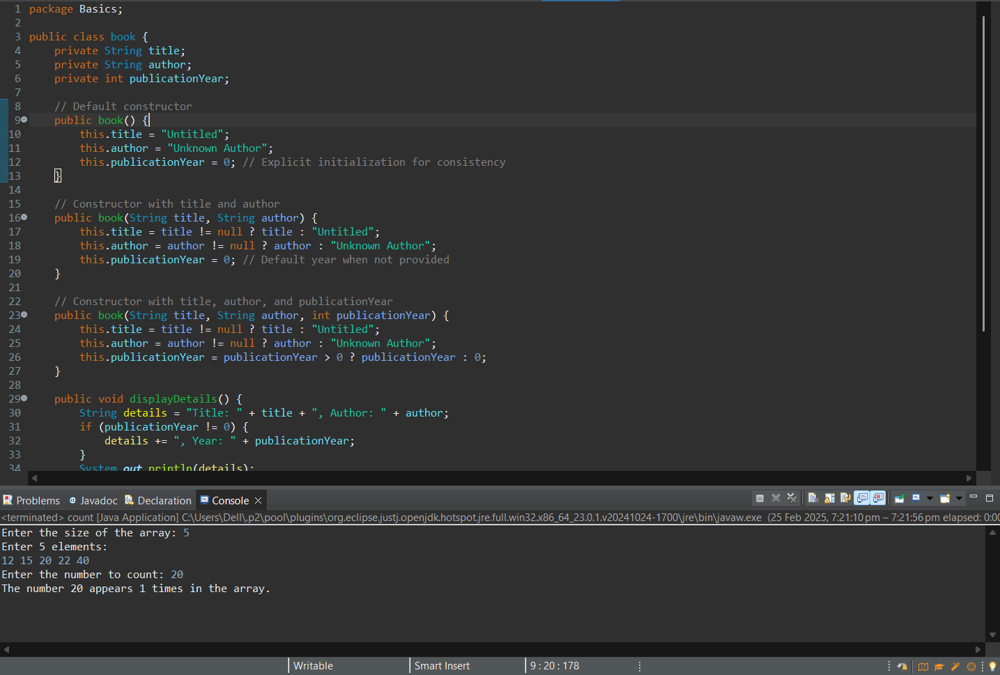 1 package Basics;
2
3 public class book {
4 private String title;
5 private String author;
6 private int publicationYear;
7
8 // Default constructor
9 public book() {
10 this.title = "Untitled";
11 this.author = "Unknown Author";
12 this.publicationYear = 0; // Explicit initialization for consistency
13 }
14
15 // Constructor with title and author
16 public book(String title, String author) {
17 this.title = title != null ? title : "Untitled";
18 this.author = author != null ? author : "Unknown Author";
19 this.publicationYear = 0; // Default year when not provided
20 }
21
22 // Constructor with title, author, and publicationYear
23 public book(String title, String author, int publicationYear) {
24 this.title = title != null ? title : "Untitled";
25 this.author = author != null ? author : "Unknown Author";
26 this.publicationYear = publicationYear > 0 ? publicationYear : 0;
27 }
28
29 public void displayDetails() {
30 String details = "Title: " + title + ", Author: " + author;
31 if (publicationYear != 0) {
32 details += ", Year: " + publicationYear;
33 }
34 System.out.println(details);
Problems @ Javadoc Declaration Console
<terminated> count [Java Application] C:\Users\Dell\.p2\pool\plugins\org.eclipse.justj.openjdk.hotspot.jre.full.win32.x86_64_23.0.1.v20241024-1700\jre\bin\javaw.exe (25 Feb 2025, 7:21:10 pm – 7:21:56 pm elapsed: 0:00
Enter the size of the array: 5
Enter 5 elements:
12 15 20 22 40
Enter the number to count: 20
The number 20 appears 1 times in the array.
Writable Smart Insert 9 : 20 : 178